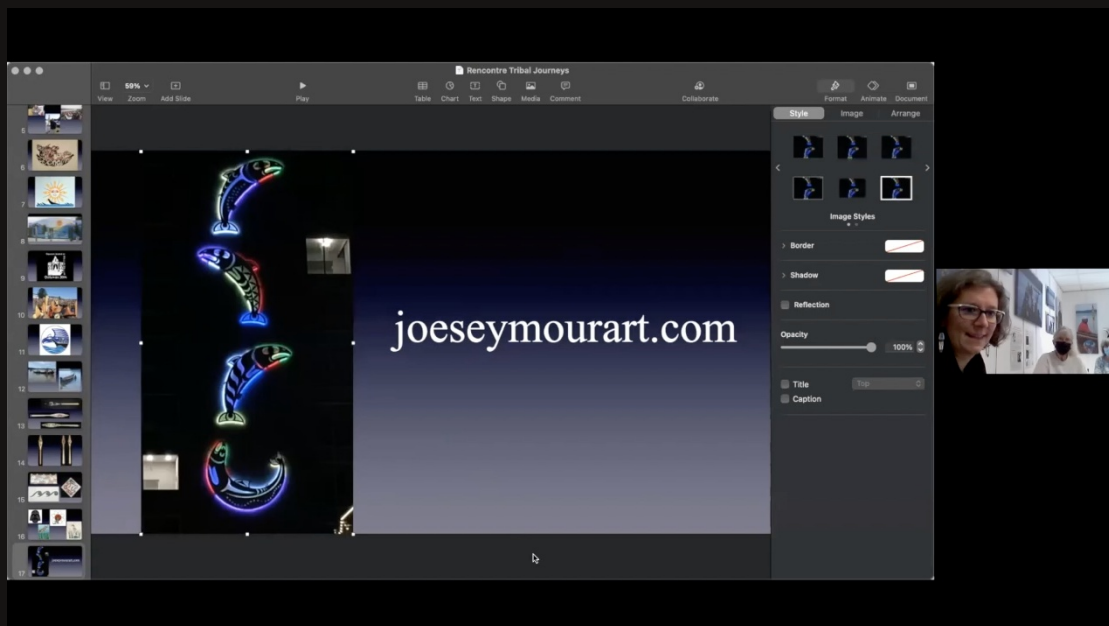 Rencontre Tribal Journeys
59%
View
Zoom
Add Slide
Play
Table
Chart
Text
Shape
Media
Comment
Collaborate
Format
Animate
Document
Style
Image
Arrange
Image Styles
Border
Shadow
Reflection
Opacity
100%
Title
Top
Caption
5
6
7
8
9
10
11
12
13
14
15
16
17
joeseymourart.com